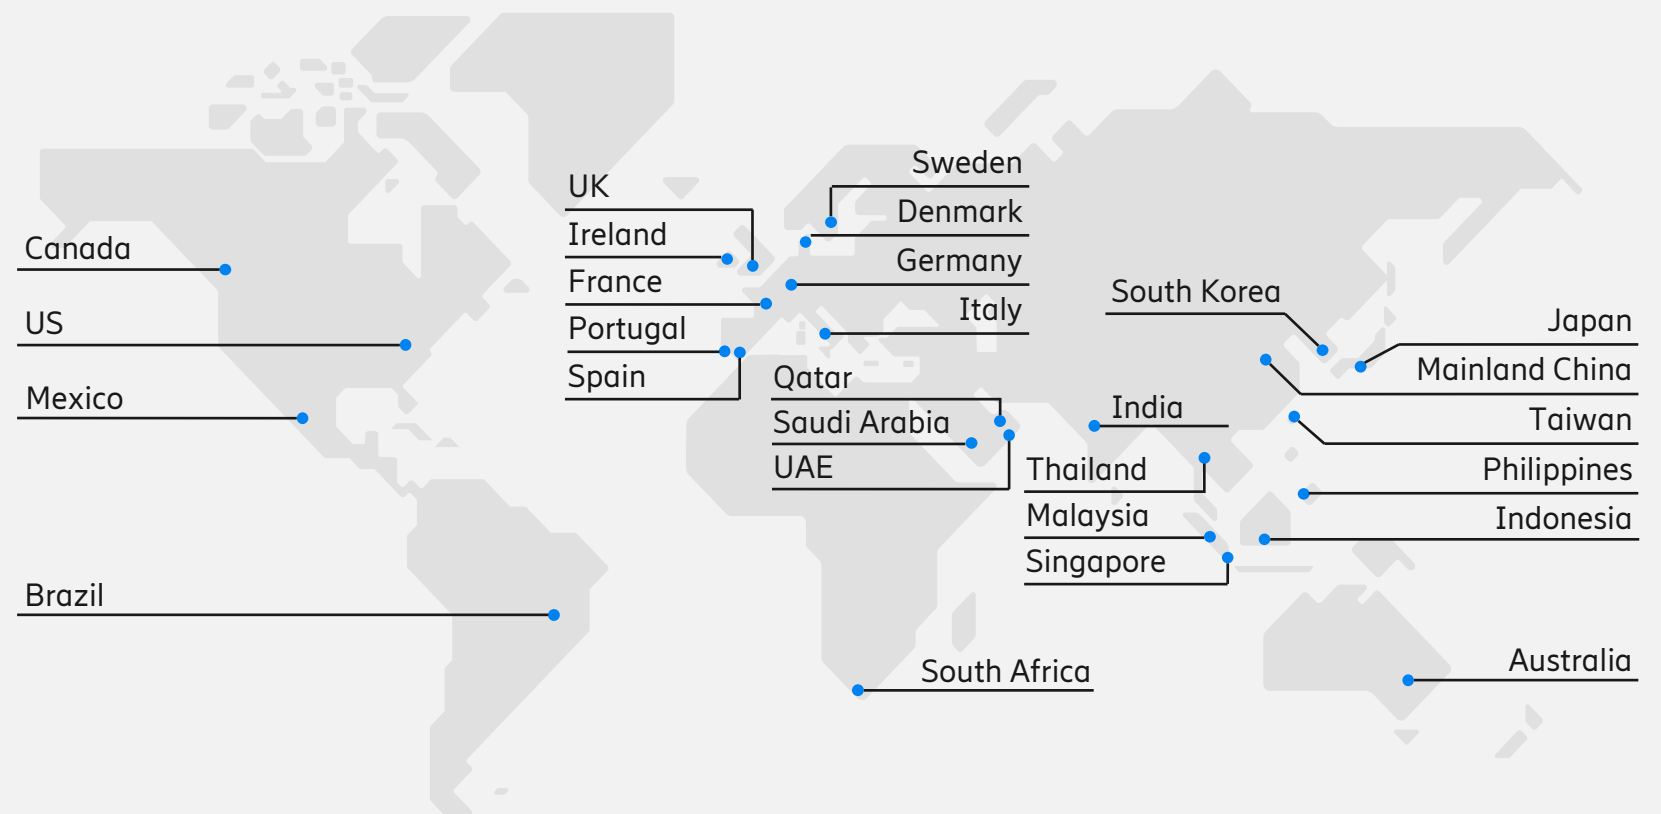 Canada
US
Mexico
Brazil
UK
Ireland
France
Portugal
Spain
Sweden
Denmark
Germany
Italy
Qatar
Saudi Arabia
UAE
South Africa
India
Thailand
Malaysia
Singapore
South Korea
Japan
Mainland China
Taiwan
Philippines
Indonesia
Australia